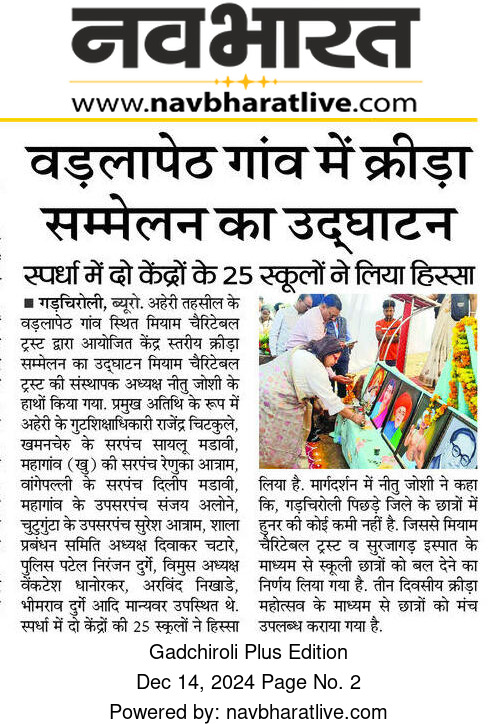 नवभारत
www.navbharatlive.com
वड़लापेठ गांव में क्रीड़ा
सम्मेलन का उद्घाटन
स्पर्धा में दो केंद्रों के 25 स्कूलों ने लिया हिस्सा
■ गड़चिरोली, ब्यूरो. अहेरी तहसील के
वड़लापेठ गांव स्थित मियाम चैरिटेबल
ट्रस्ट द्वारा आयोजित केंद्र स्तरीय क्रीड़ा
सम्मेलन का उद्घाटन मियाम चैरिटेबल
ट्रस्ट की संस्थापक अध्यक्ष नीतु जोशी के
हाथों किया गया. प्रमुख अतिथि के रूप में
अहेरी के गुटशिक्षाधिकारी राजेंद्र चिटकुले,
खमनचेरु के सरपंच सायलू मडावी,
महागांव (खु) की सरपंच रेणुका आत्राम,
वांगेपल्ली के सरपंच दिलीप मडावी,
महागांव के उपसरपंच संजय अलोने,
चुटुगुंटा के उपसरपंच सुरेश आत्राम, शाला
प्रबंधन समिति अध्यक्ष दिवाकर चटारे,
पुलिस पटेल निरंजन दुर्गे, विमुस अध्यक्ष
वेंकटेश धानोरकर, अरविंद निखाडे,
भीमराव दुर्गे आदि मान्यवर उपस्थित थे.
स्पर्धा में दो केंद्रों की 25 स्कूलों ने हिस्सा
लिया है. मार्गदर्शन में नीतु जोशी ने कहा
कि, गड़चिरोली पिछड़े जिले के छात्रों में
हुनर की कोई कमी नहीं है. जिससे मियाम
चैरिटेबल ट्रस्ट व सुरजागड़ इस्पात के
माध्यम से स्कूली छात्रों को बल देने का
निर्णय लिया गया है. तीन दिवसीय क्रीड़ा
महोत्सव के माध्यम से छात्रों को मंच
उपलब्ध कराया गया है.
Gadchiroli Plus Edition
Dec 14, 2024 Page No. 2
Powered by: navbharatlive.com